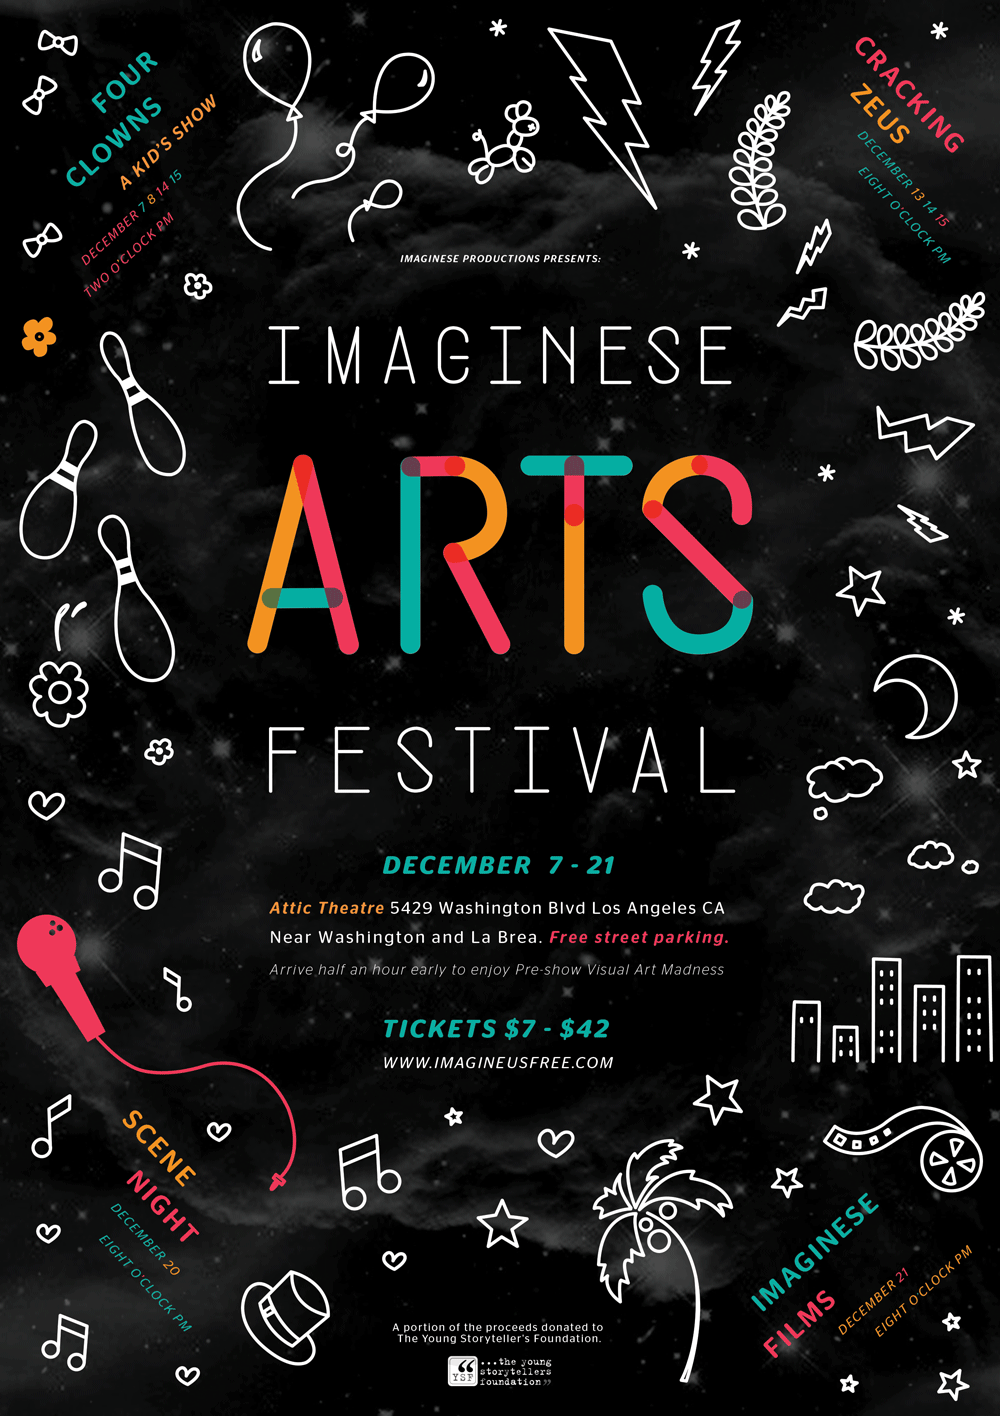 FOUR
CLOWNS
A KID'S SHOW
DECEMBER 7 8 14 15
TWO O'CLOCK PM
CRACKING
ZEUS
DECEMBER 13 14 15
EIGHT O'CLOCK PM
IMAGINESE PRODUCTIONS PRESENTS:
IMAGINESE
ARTS
FESTIVAL
DECEMBER 7 - 21
Attic Theatre 5429 Washington Blvd Los Angeles CA
Near Washington and La Brea. Free street parking.
Arrive half an hour early to enjoy Pre-show Visual Art Madness
TICKETS $7 - $42
WWW.IMAGINEUSFREE.COM
SCENE
NIGHT
DECEMBER 20
EIGHT O'CLOCK PM
IMAGINESE
FILMS
DECEMBER 21
EIGHT O'CLOCK PM
A portion of the proceeds donated to
The Young Storyteller's Foundation.
“ YSF
...the young
storytellers
foundation”